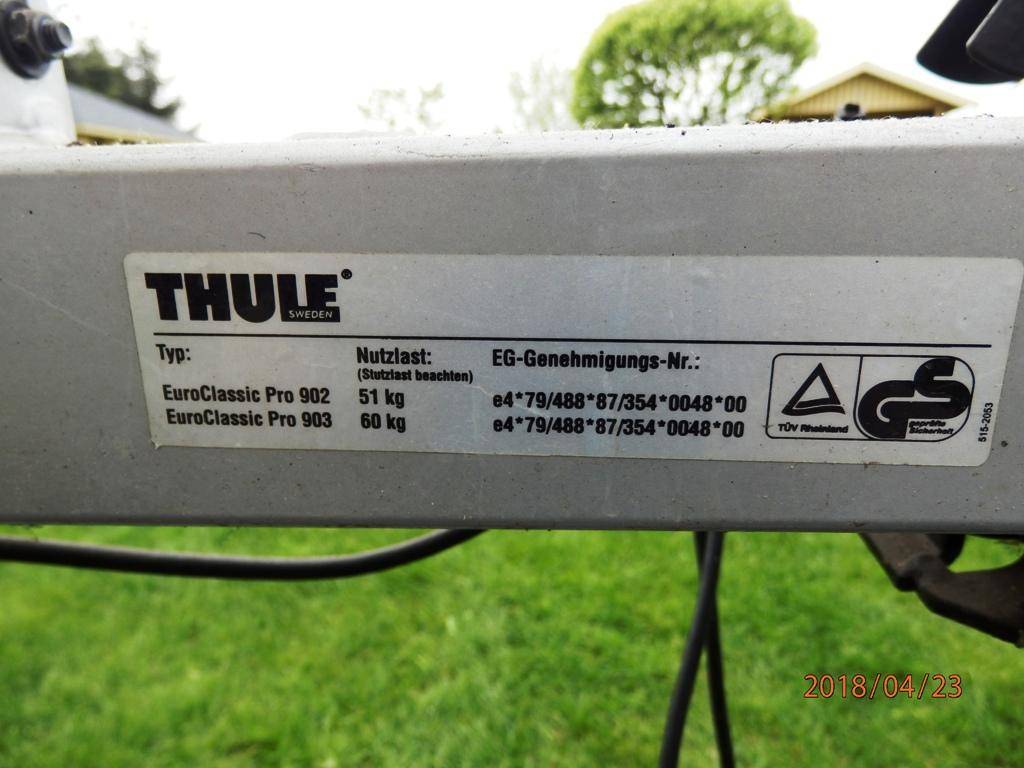 THULE®
SWEDEN
Typ: Nutzlast: EG-Genehmigungs-Nr.:
(Stutzlast beachten)
EuroClassic Pro 902 51 kg e4*79/488*87/354*0048*00
EuroClassic Pro 903 60 kg e4*79/488*87/354*0048*00
TÜV Rheinland
GS
geprüfte
Sicherheit
515-2053
2018/04/23